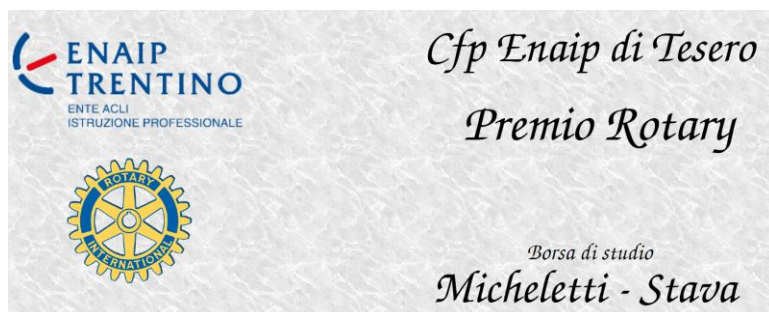 ENAIP
TRENTINO
ENTE ACLI
ISTRUZIONE PROFESSIONALE
ROTARY
INTERNATIONAL
Cfp Enaip di Tesero
Premio Rotary
Borsa di studio
Micheletti - Stava